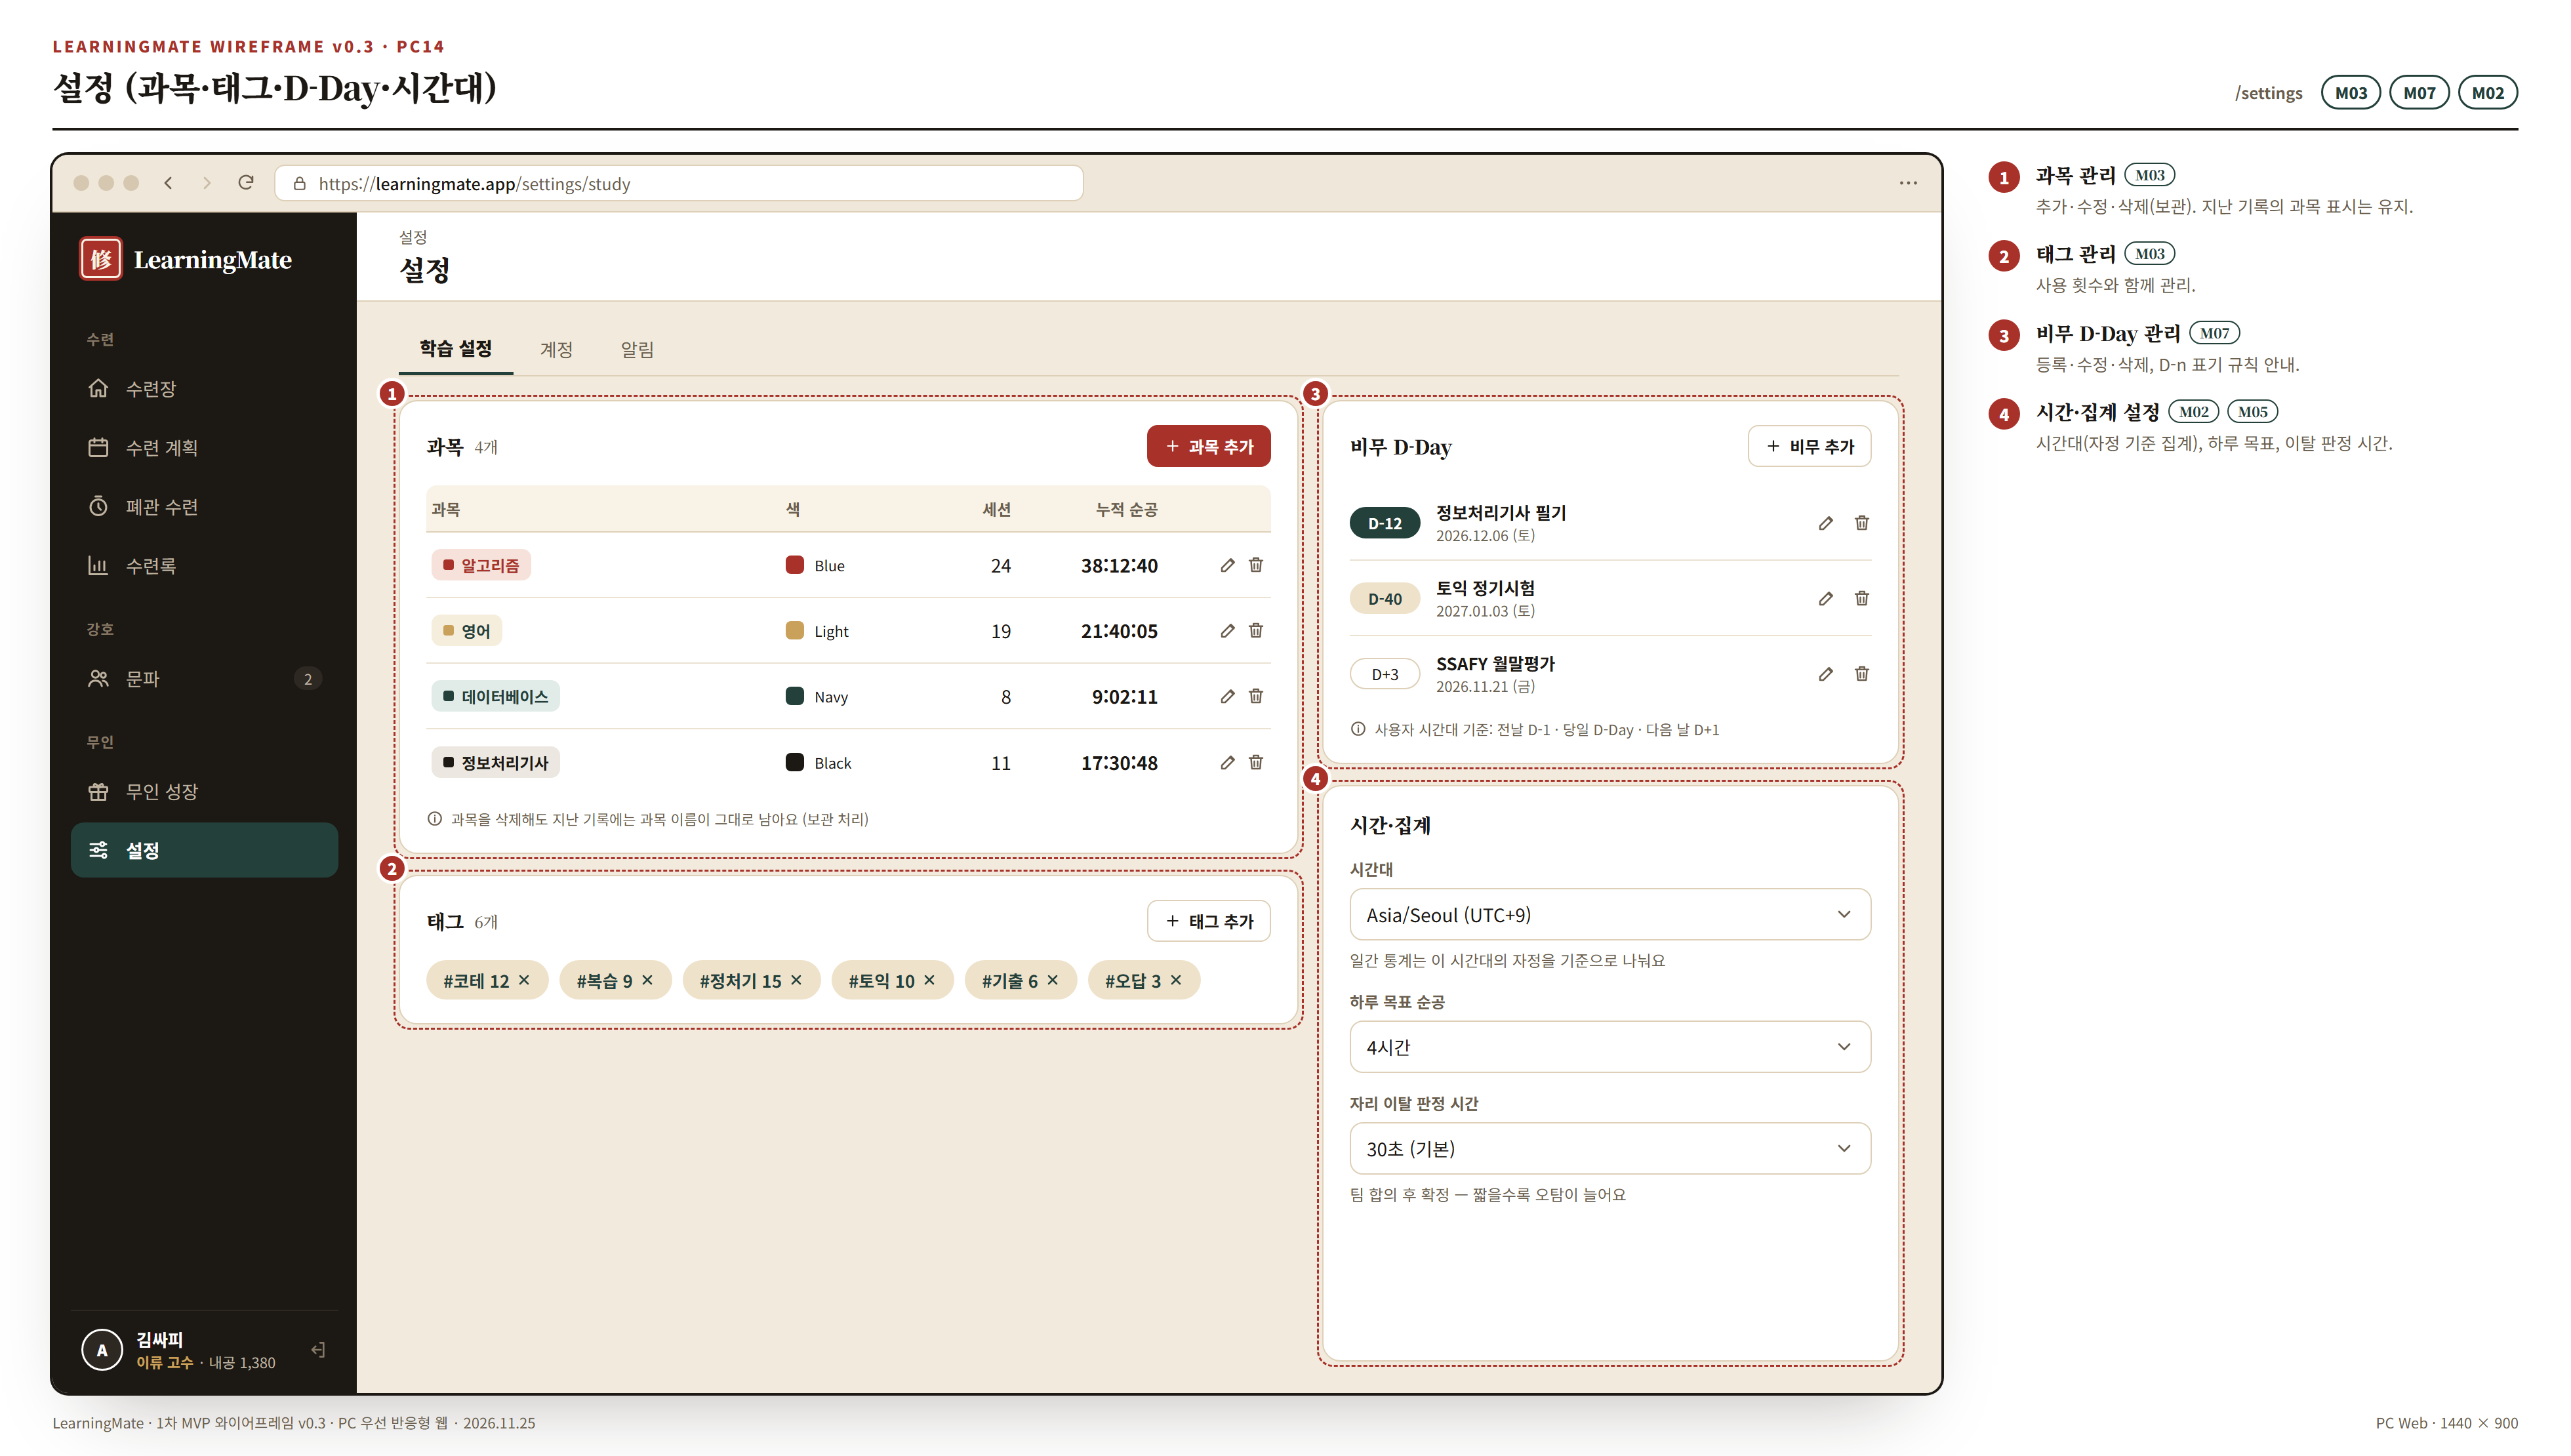 LEARNINGMATE WIREFRAME v0.3 · PC14
설정 (과목·태그·D-Day·시간대)
/settings M03 M07 M02
https://learningmate.app/settings/study
修 LearningMate
수련
수련장
수련 계획
폐관 수련
수련록
강호
문파 2
무인
무인 성장
설정
A 김싸피
이류 고수 · 내공 1,380
설정
설정
학습 설정 계정 알림
1
과목 4개 + 과목 추가
과목 색 세션 누적 순공
알고리즘 Blue 24 38:12:40
영어 Light 19 21:40:05
데이터베이스 Navy 8 9:02:11
정보처리기사 Black 11 17:30:48
과목을 삭제해도 지난 기록에는 과목 이름이 그대로 남아요 (보관 처리)
2
태그 6개 + 태그 추가
#코테 12 × #복습 9 × #정처기 15 × #토익 10 × #기출 6 × #오답 3 ×
3
비무 D-Day + 비무 추가
D-12 정보처리기사 필기
2026.12.06 (토)
D-40 토익 정기시험
2027.01.03 (토)
D+3 SSAFY 월말평가
2026.11.21 (금)
사용자 시간대 기준: 전날 D-1 · 당일 D-Day · 다음 날 D+1
4
시간·집계
시간대
Asia/Seoul (UTC+9)
일간 통계는 이 시간대의 자정을 기준으로 나눠요
하루 목표 순공
4시간
자리 이탈 판정 시간
30초 (기본)
팀 합의 후 확정 — 짧을수록 오탐이 늘어요
1 과목 관리 M03
추가·수정·삭제(보관). 지난 기록의 과목 표시는 유지.
2 태그 관리 M03
사용 횟수와 함께 관리.
3 비무 D-Day 관리 M07
등록·수정·삭제, D-n 표기 규칙 안내.
4 시간·집계 설정 M02 M05
시간대(자정 기준 집계), 하루 목표, 이탈 판정 시간.
LearningMate · 1차 MVP 와이어프레임 v0.3 · PC 우선 반응형 웹 · 2026.11.25
PC Web · 1440 × 900